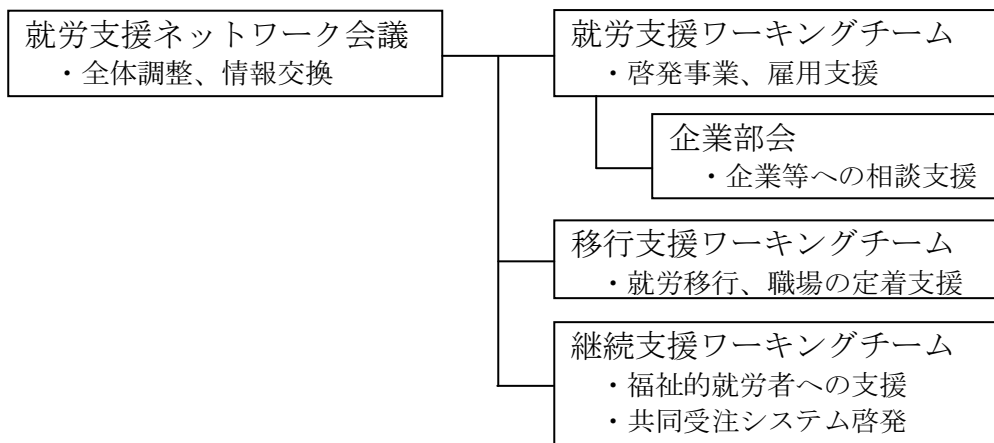 就労支援ネットワーク会議
・全体調整、情報交換
就労支援ワーキングチーム
・啓発事業、雇用支援
企業部会
・企業等への相談支援
移行支援ワーキングチーム
・就労移行、職場の定着支援
継続支援ワーキングチーム
・福祉的就労者への支援
・共同受注システム啓発